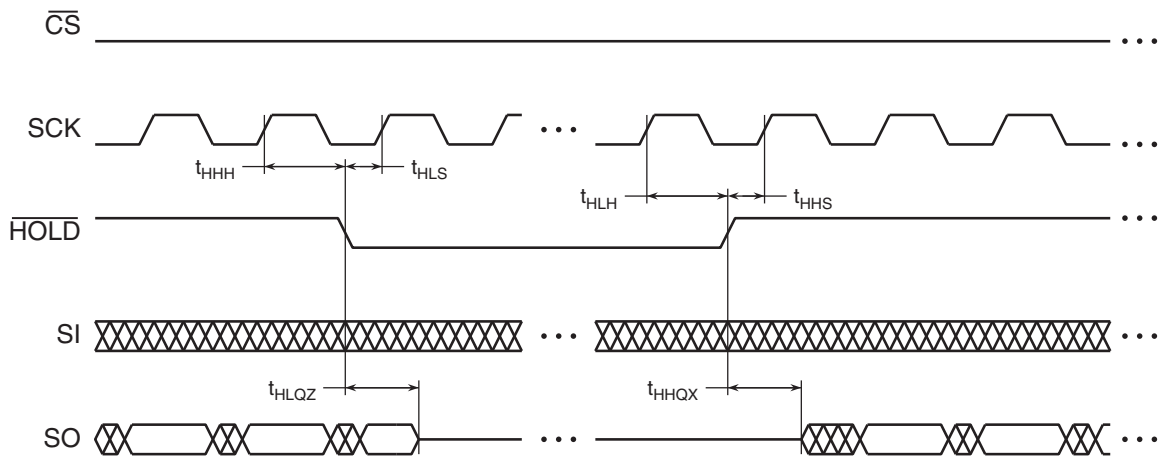 CS
SCK
tHHH tHLS
tHLH tHHS
HOLD
SI
tHLQZ tHHQX
SO